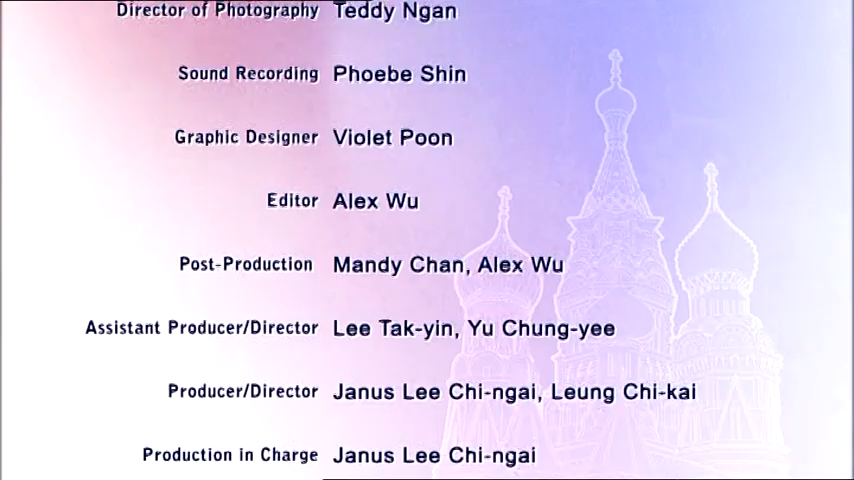 Director of Photography Teddy Ngan
Sound Recording Phoebe Shin
Graphic Designer Violet Poon
Editor Alex Wu
Post-Production Mandy Chan, Alex Wu
Assistant Producer/Director Lee Tak-yin, Yu Chung-yee
Producer/Director Janus Lee Chi-ngai, Leung Chi-kai
Production in Charge Janus Lee Chi-ngai